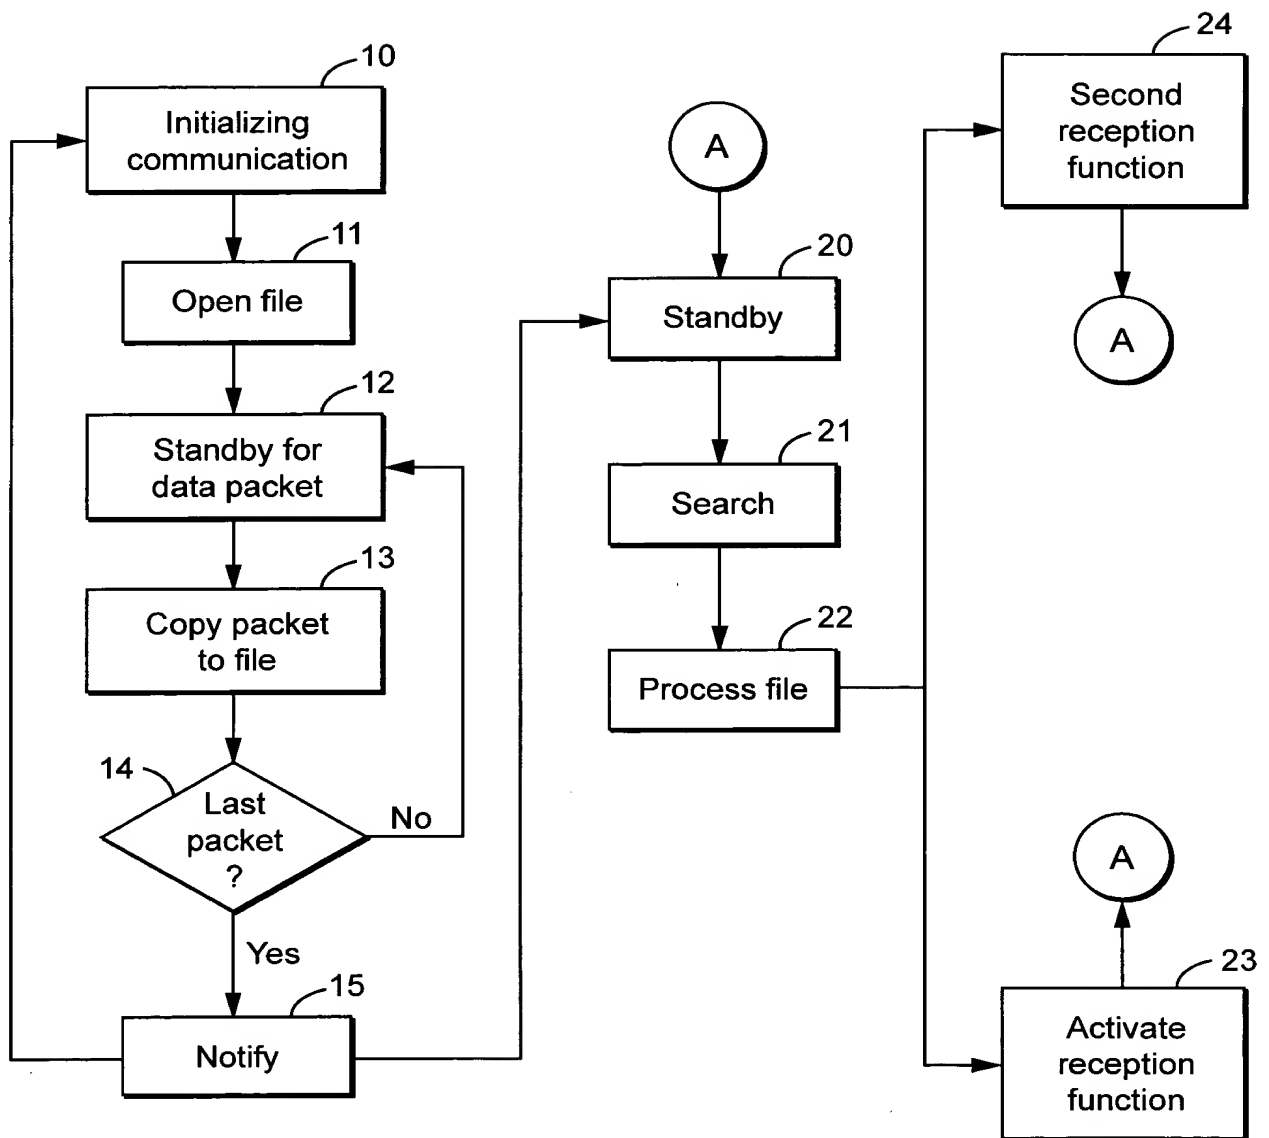 10
Initializing
communication
11
Open file
12
Standby for
data packet
13
Copy packet
to file
14
Last
packet
?
No
Yes
15
Notify
A
20
Standby
21
Search
22
Process file
24
Second
reception
function
A
A
23
Activate
reception
function